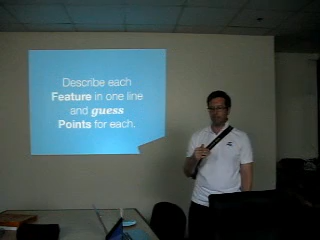 Describe each
Feature in one line
and guess
Points for each.